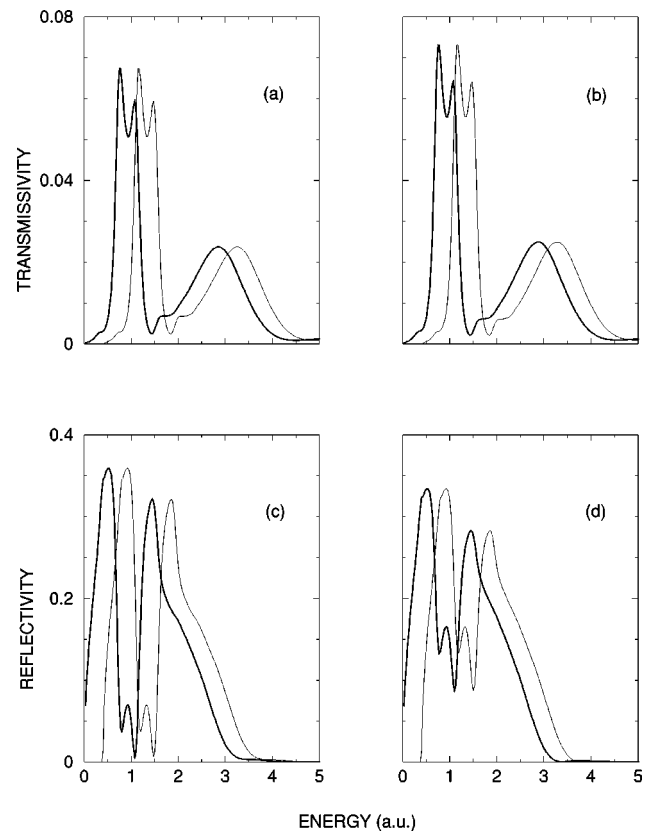 0.08
(a)
(b)
0.04
TRANSMISSIVITY
0
0.4
(c)
(d)
0.2
REFLECTIVITY
0
0 1 2 3 4 5 0 1 2 3 4 5
ENERGY (a.u.)